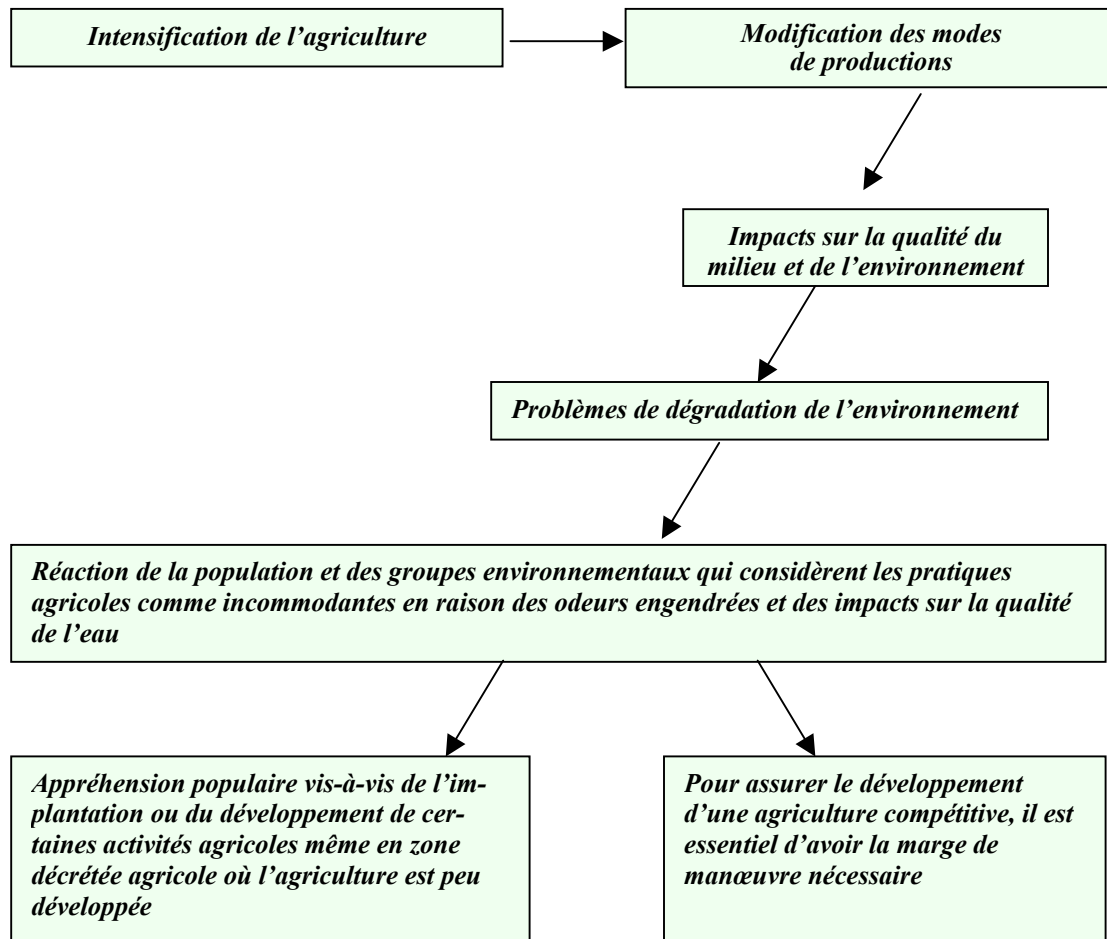 Intensification de l’agriculture
Modification des modes
de productions
Impacts sur la qualité du
milieu et de l’environnement
Problèmes de dégradation de l’environnement
Réaction de la population et des groupes environmentaux qui considèrent les pratiques
agricoles comme incommodantes en raison des odeurs engendrées et des impacts sur la qualité
de l’eau
Appréhension populaire vis-à-vis de l’im-
plantation ou du développement de cer-
taines activités agricoles même en zone
décrétée agricole où l’agriculture est peu
développée
Pour assurer le développement
d’une agriculture compétitive, il est
essentiel d’avoir la marge de
manœuvre nécessaire